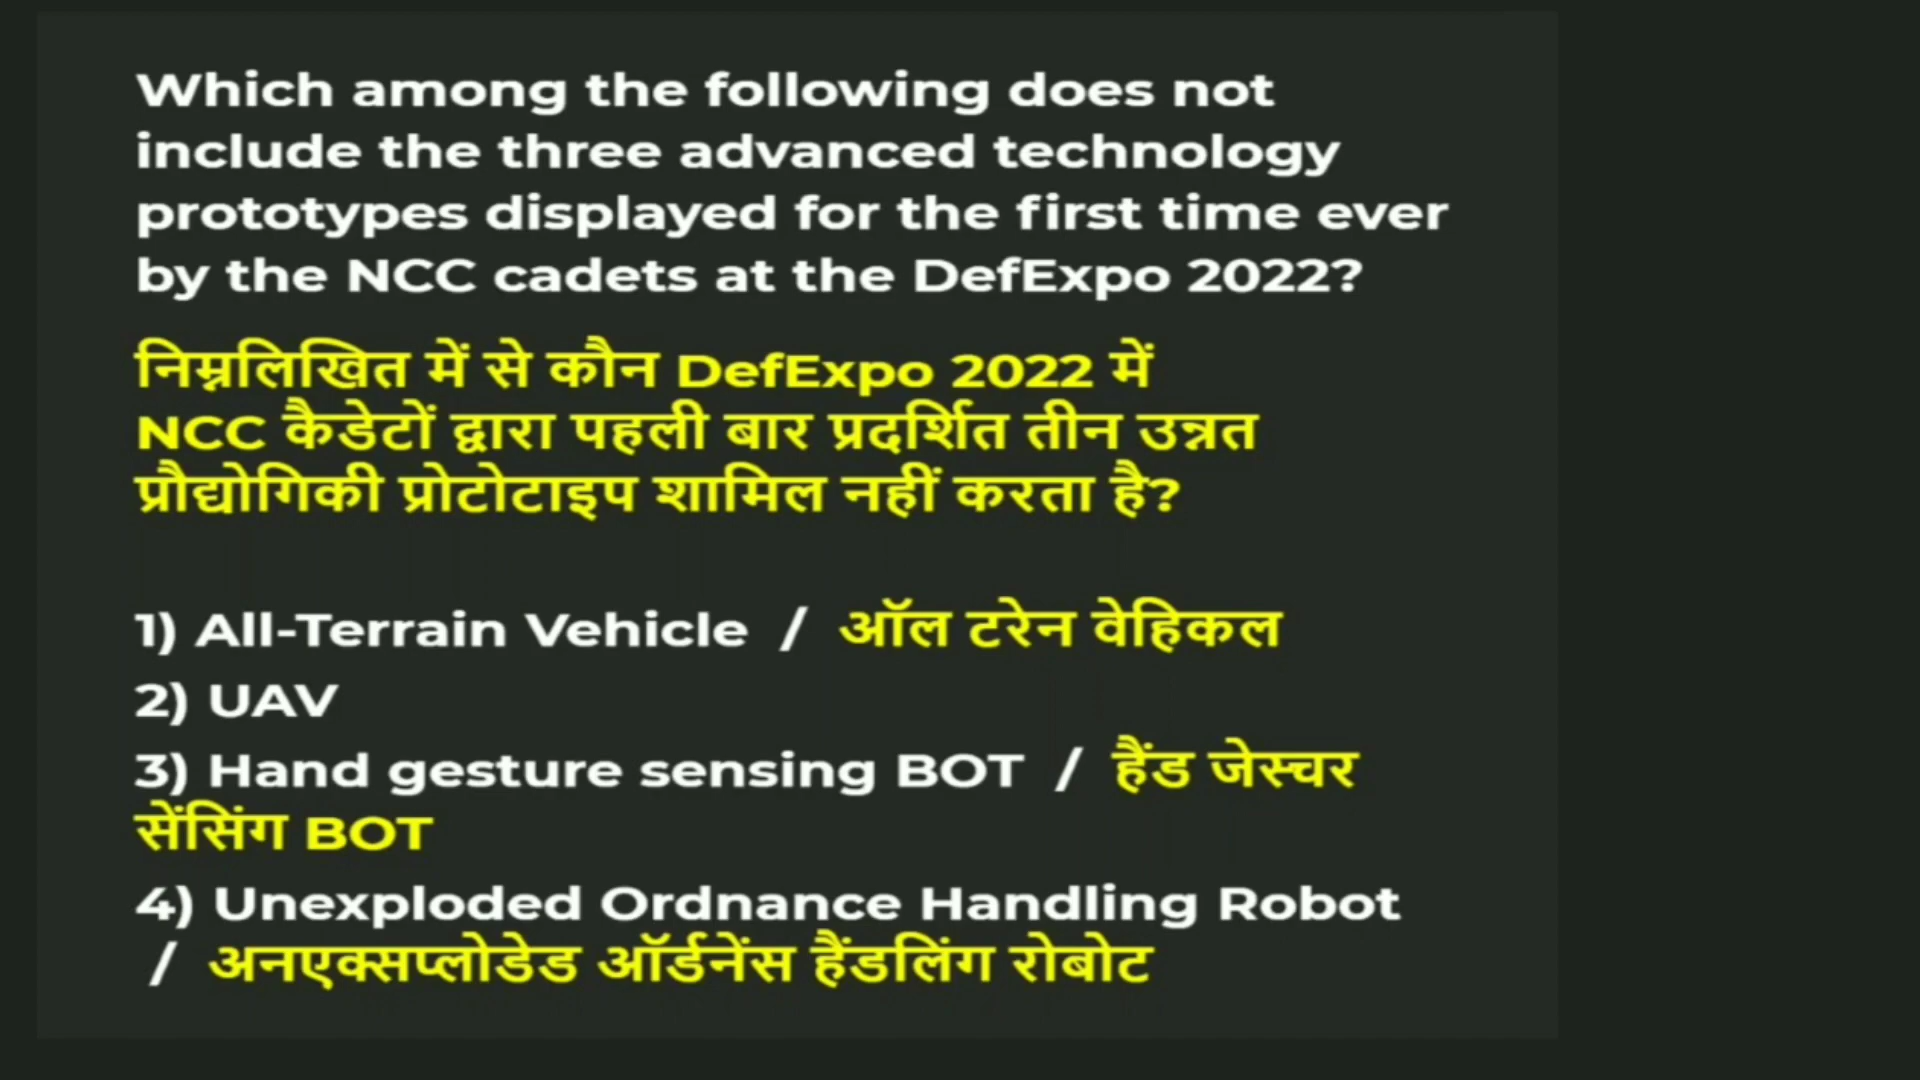 Which among the following does not
include the three advanced technology
prototypes displayed for the first time ever
by the NCC cadets at the DefExpo 2022?
निम्नलिखित में से कौन DefExpo 2022 में
NCC कैडेटों द्वारा पहली बार प्रदर्शित तीन उन्नत
प्रौद्योगिकी प्रोटोटाइप शामिल नहीं करता है?
1) All-Terrain Vehicle / ऑल टरेन वेहिकल
2) UAV
3) Hand gesture sensing BOT / हैंड जेस्चर
सेंसिंग BOT
4) Unexploded Ordnance Handling Robot
/ अनएक्सप्लोडेड ऑर्डनेंस हैंडलिंग रोबोट